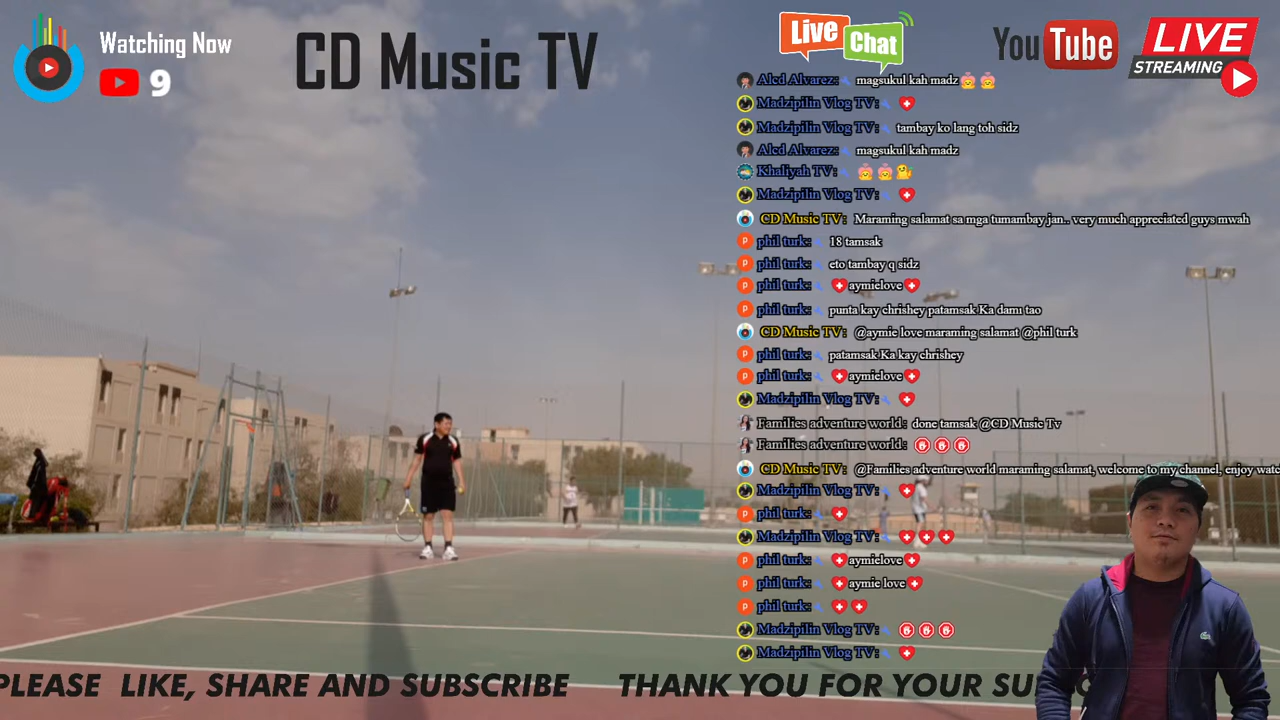 Watching Now
9
CD Music TV
Live Chat
YouTube
LIVE
STREAMING
Alcd Alvarez: magsukul kah madz
Madzipilin Vlog TV:
Madzipilin Vlog TV: tambay ko lang toh sidz
Alcd Alvarez: magsukul kah madz
Khaliyah TV:
Madzipilin Vlog TV:
CD Music TV: Maraming salamat sa mga tumambay jan.. very much appreciated guys mwah
phil turk: 18 tamsak
phil turk: eto tambay q sidz
phil turk: aymielove
phil turk: punta kay chrishey patamsak Ka dami tao
CD Music TV: @aymie love maraming salamat @phil turk
phil turk: patamsak Ka kay chrishey
phil turk: aymielove
Madzipilin Vlog TV:
Families adventure world: done tamsak @CD Music Tv
Families adventure world:
CD Music TV: @Families adventure world maraming salamat, welcome to my channel, enjoy watc
Madzipilin Vlog TV:
phil turk:
Madzipilin Vlog TV:
phil turk: aymielove
phil turk: aymie love
phil turk:
Madzipilin Vlog TV:
Madzipilin Vlog TV:
PLEASE LIKE, SHARE AND SUBSCRIBE THANK YOU FOR YOUR SU